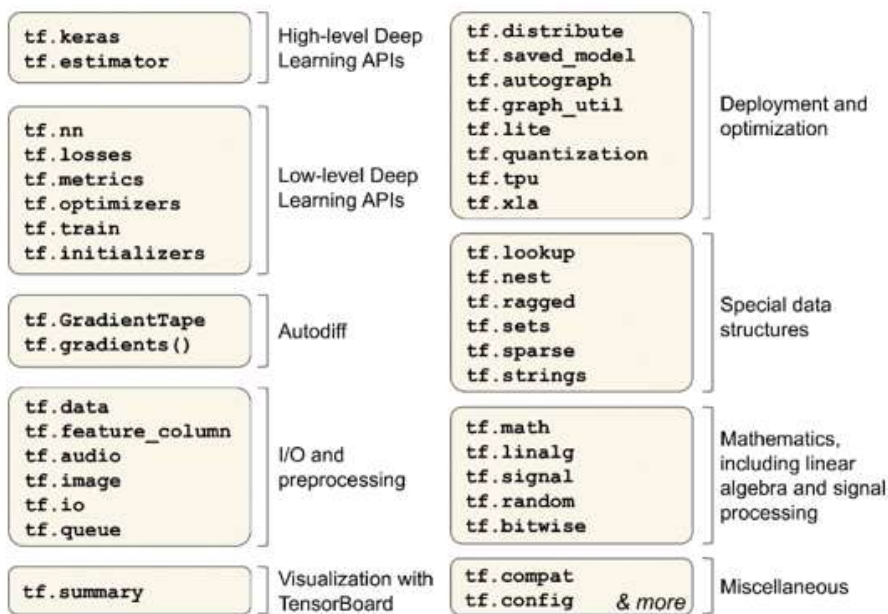 tf.keras
tf.estimator
High-level Deep
Learning APIs
tf.nn
tf.losses
tf.metrics
tf.optimizers
tf.train
tf.initializers
Low-level Deep
Learning APIs
tf.GradientTape
tf.gradients()
Autodiff
tf.data
tf.feature_column
tf.audio
tf.image
tf.io
tf.queue
I/O and
preprocessing
tf.summary
Visualization with
TensorBoard
tf.distribute
tf.saved_model
tf.autograph
tf.graph_util
tf.lite
tf.quantization
tf.tpu
tf.xla
Deployment and
optimization
tf.lookup
tf.nest
tf.ragged
tf.sets
tf.sparse
tf.strings
Special data
structures
tf.math
tf.linalg
tf.signal
tf.random
tf.bitwise
Mathematics,
including linear
algebra and signal
processing
tf.compat
tf.config & more
Miscellaneous